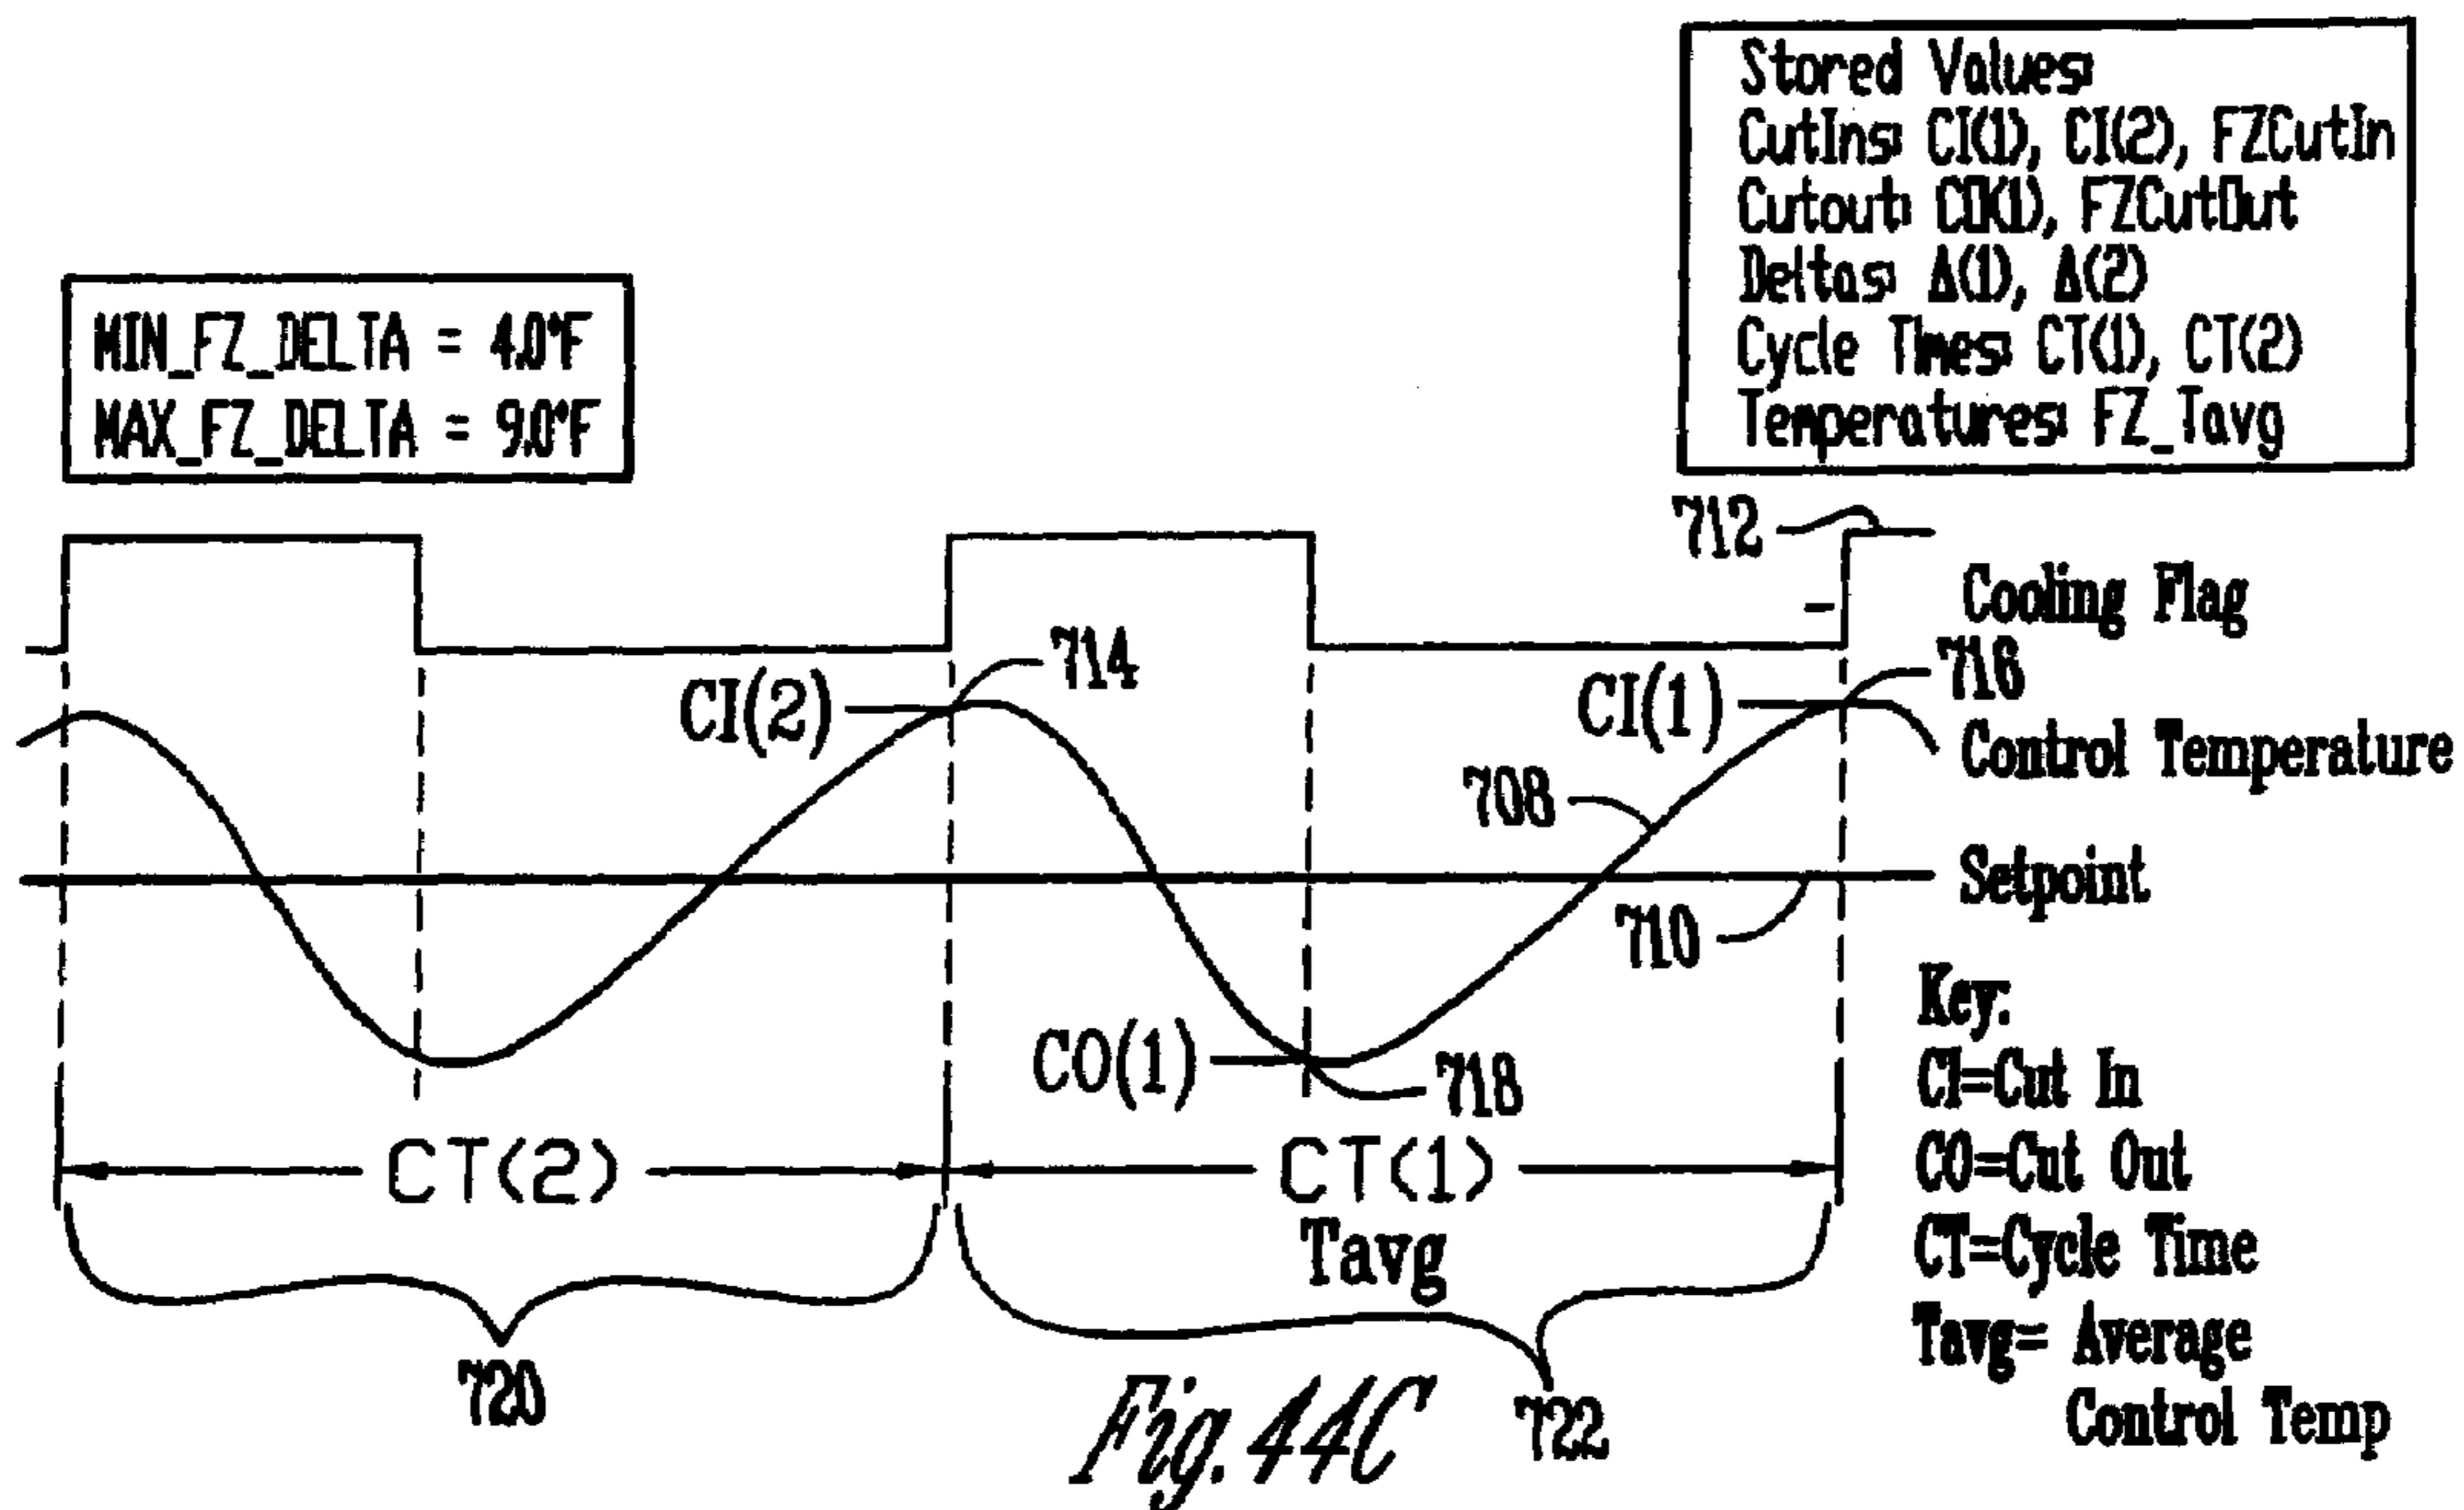 Stored Values:
CutIns: CI(1), CI(2), FZCutIn
Cutout: CO(1), FZCutOut
Deltas: Δ(1), Δ(2)
Cycle Times: CT(1), CT(2)
Temperatures: FZ_Tavg
MIN_FZ_DELTA = 4.0°F
MAX_FZ_DELTA = 9.0°F
712
Cooling Flag
CI(2)
714
CI(1)
716
Control Temperature
708
Setpoint
710
CO(1)
718
Key:
CI=Cut In
CO=Cut Out
CT=Cycle Time
Tavg= Average
Control Temp
CT(2)
CT(1)
Tavg
720
722
Fig. 44C